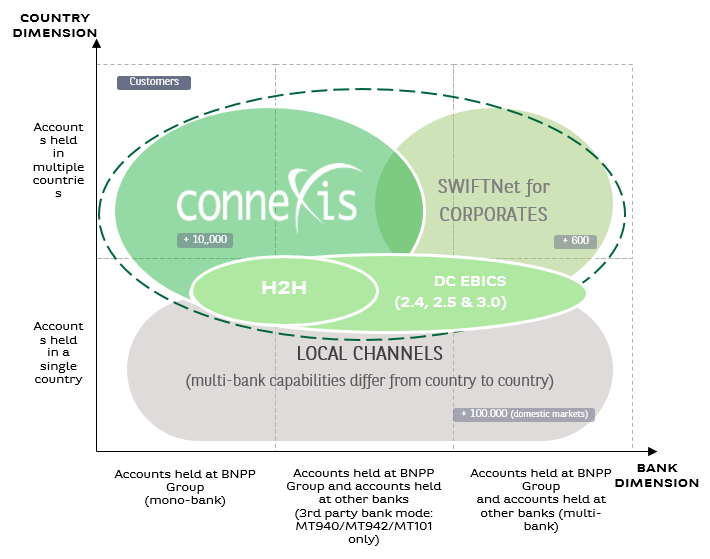 COUNTRY
DIMENSION
Customers
Account
s held
in
multiple
countrie
s
connexis
SWIFTNet for
CORPORATES
+ 10,,000
+ 600
H2H
DC EBICS
(2.4, 2.5 & 3.0)
Account
s held
in a
single
country
LOCAL CHANNELS
(multi-bank capabilities differ from country to country)
+ 100.000 (domestic markets)
Accounts held at BNPP
Group
(mono-bank)
Accounts held at BNPP
Group and accounts held
at other banks
(3rd party bank mode:
MT940/MT942/MT101
only)
Accounts held at BNPP
Group
and accounts held at
other banks (multi-
bank)
BANK
DIMENSION